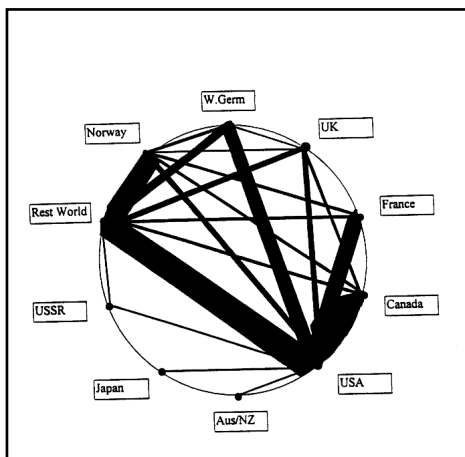 W.Germ
UK
Norway
Rest World
France
Canada
USSR
USA
Japan
Aus/NZ